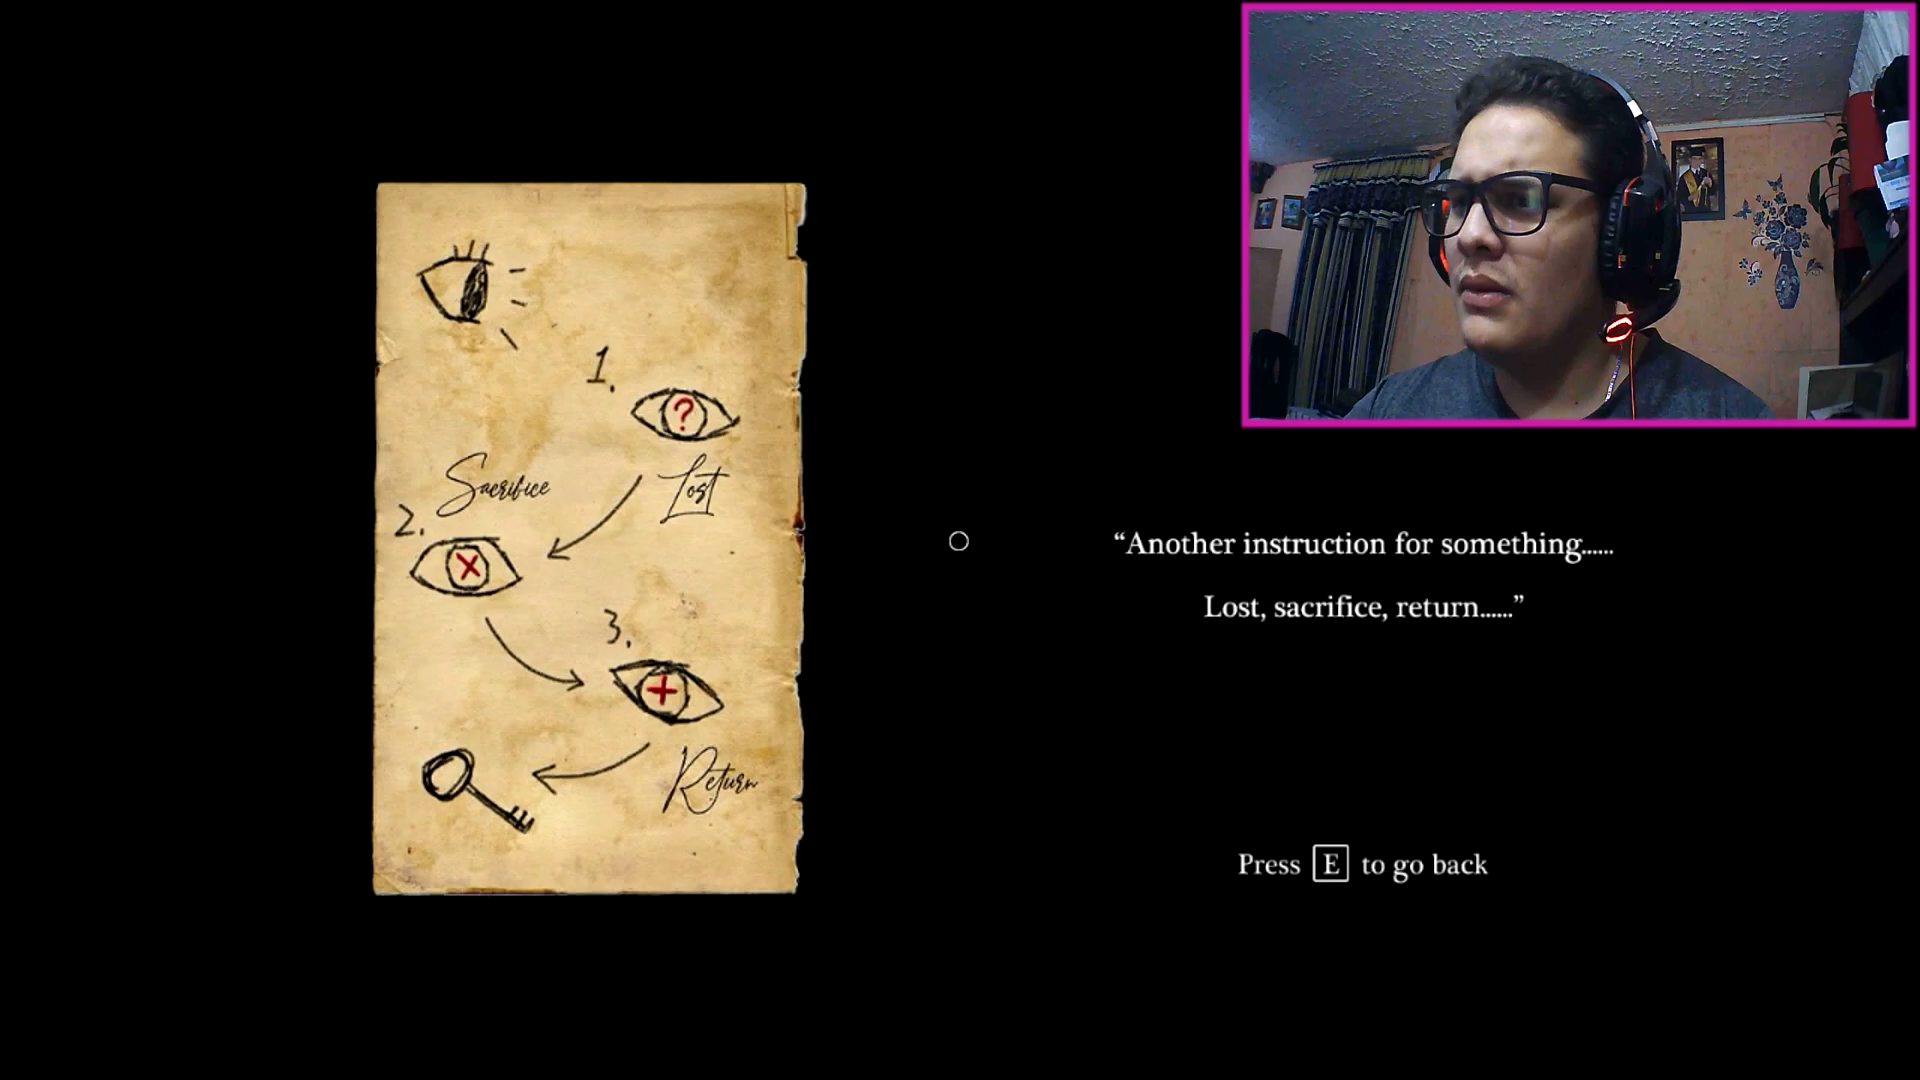 1.
?
Lost
Sacrifice
2.
X
3.
+
Return
“Another instruction for something......
Lost, sacrifice, return......”
Press E to go back